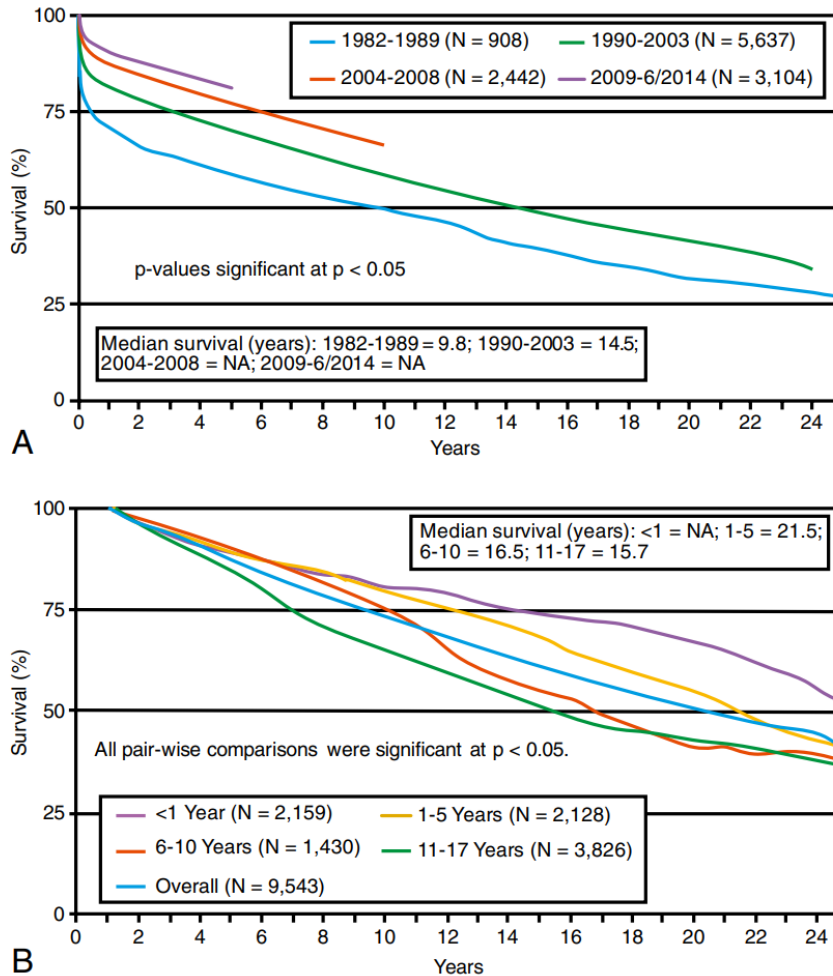 100
75
50
25
0
Survival (%)
1982-1989 (N = 908)
1990-2003 (N = 5,637)
2004-2008 (N = 2,442)
2009-6/2014 (N = 3,104)
p-values significant at p < 0.05
Median survival (years): 1982-1989 = 9.8; 1990-2003 = 14.5;
2004-2008 = NA; 2009-6/2014 = NA
0 2 4 6 8 10 12 14 16 18 20 22 24
Years
A
100
75
50
25
0
Survival (%)
Median survival (years): <1 = NA; 1-5 = 21.5;
6-10 = 16.5; 11-17 = 15.7
All pair-wise comparisons were significant at p < 0.05.
<1 Year (N = 2,159)
1-5 Years (N = 2,128)
6-10 Years (N = 1,430)
11-17 Years (N = 3,826)
Overall (N = 9,543)
0 2 4 6 8 10 12 14 16 18 20 22 24
Years
B